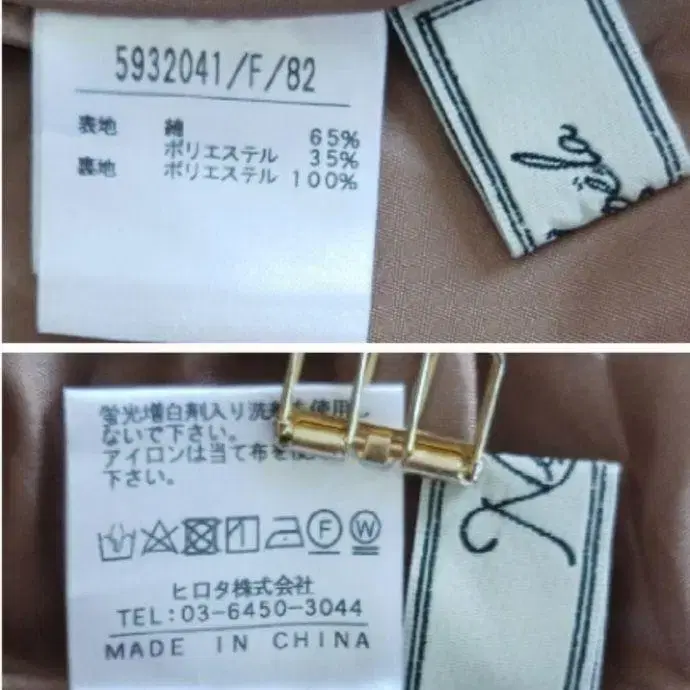 5932041/F/82
表地 綿 65%
ポリエステル 35%
裏地 ポリエステル 100%
蛍光増白剤入り洗剤を使用し
ないで下さい。
アイロンは当て布を使
下さい。
F W
ヒロタ株式会社
TEL:03-6450-3044
MADE IN CHINA